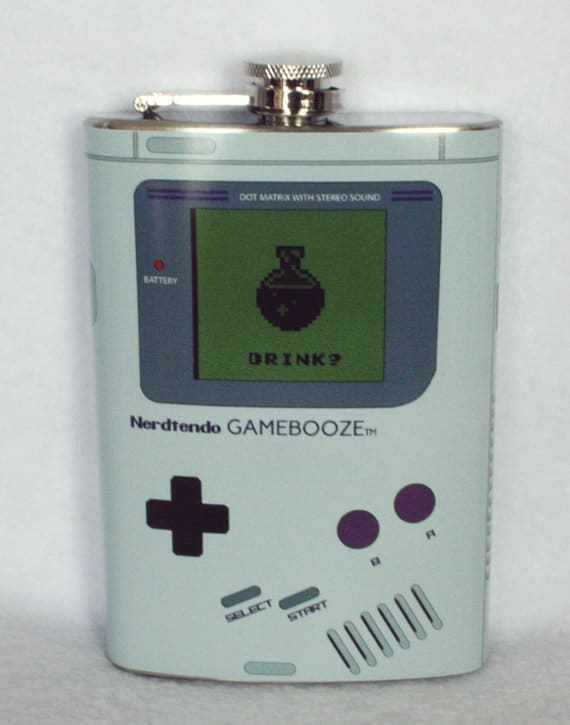 DOT MATRIX WITH STEREO SOUND
BATTERY
DRINK?
Nerdtendo GAMEBOOZE™
B A
SELECT START